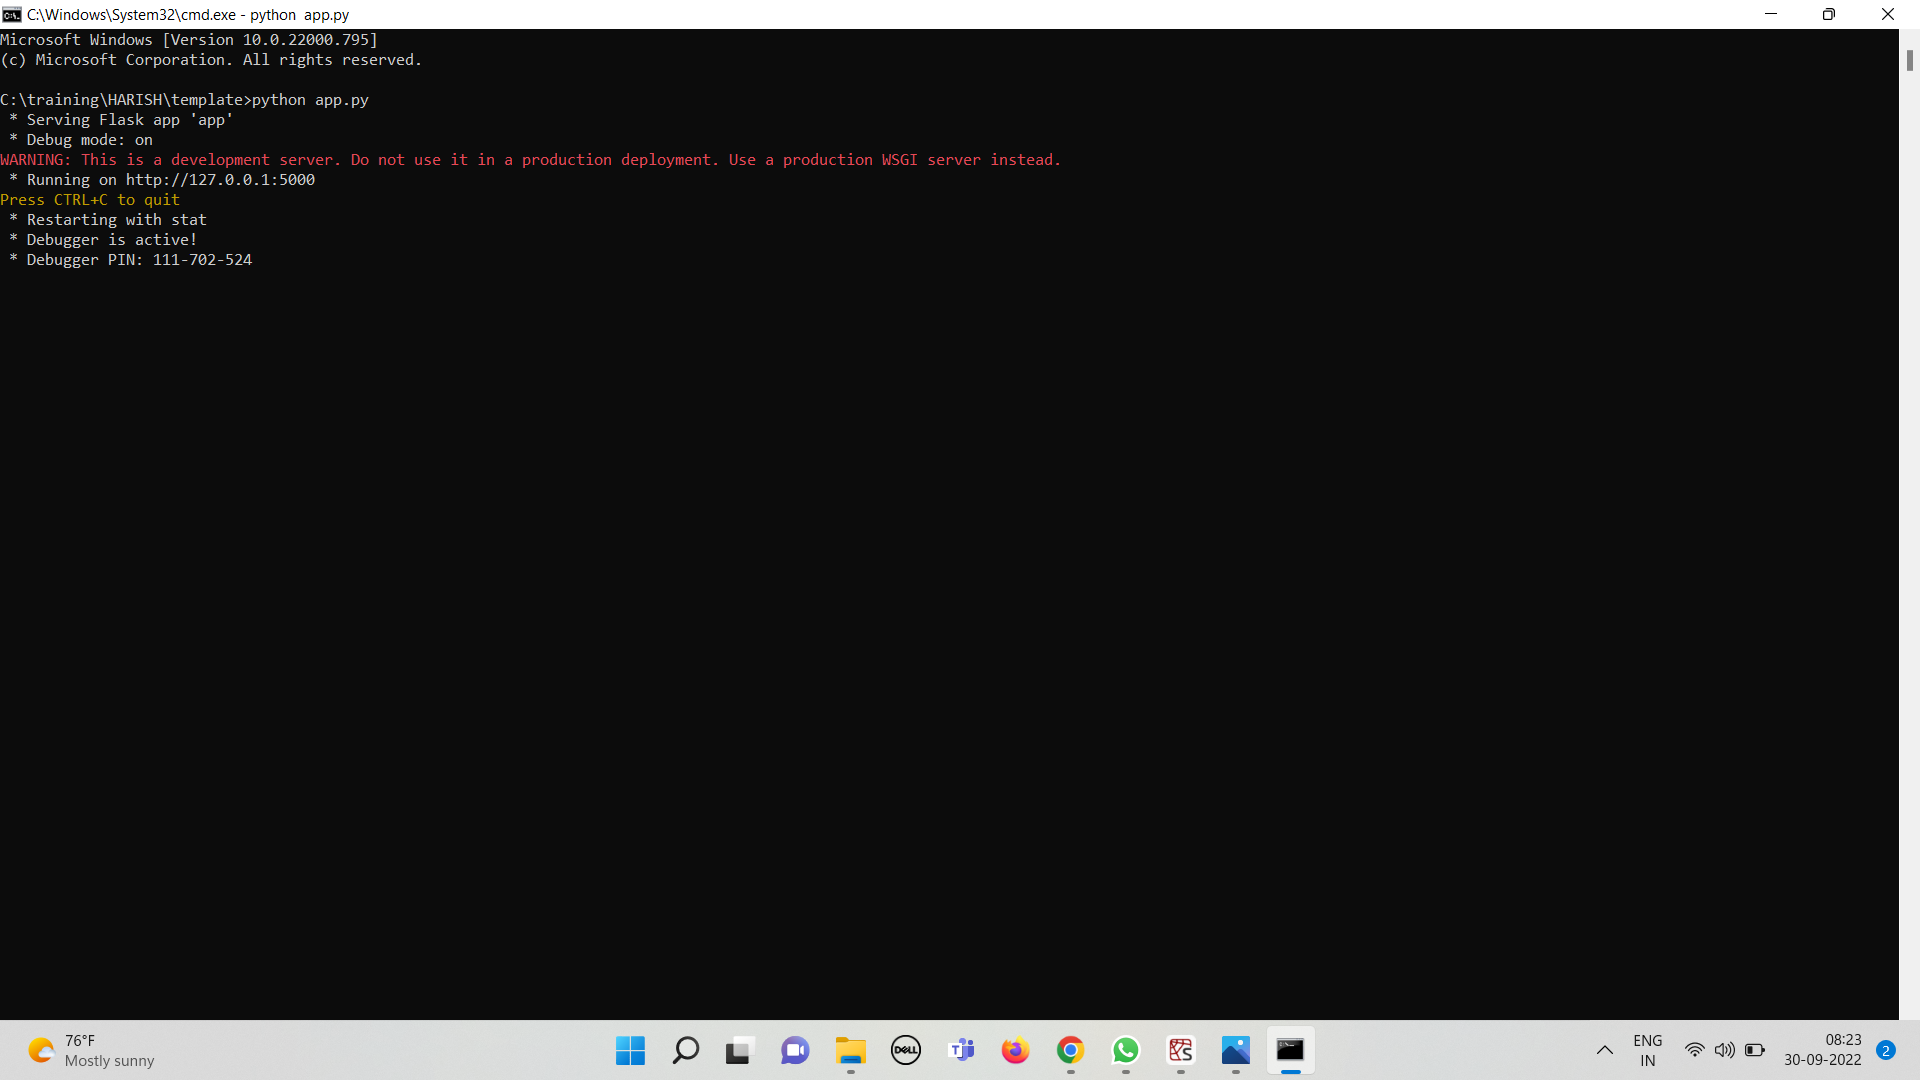 C:\Windows\System32\cmd.exe - python  app.py
Microsoft Windows [Version 10.0.22000.795]
(c) Microsoft Corporation. All rights reserved.
C:\training\HARISH\template>python app.py
 * Serving Flask app 'app'
 * Debug mode: on
WARNING: This is a development server. Do not use it in a production deployment. Use a production WSGI server instead.
 * Running on http://127.0.0.1:5000
Press CTRL+C to quit
 * Restarting with stat
 * Debugger is active!
 * Debugger PIN: 111-702-524
76°F
Mostly sunny
DELL
ENG
IN
08:23
30-09-2022
2